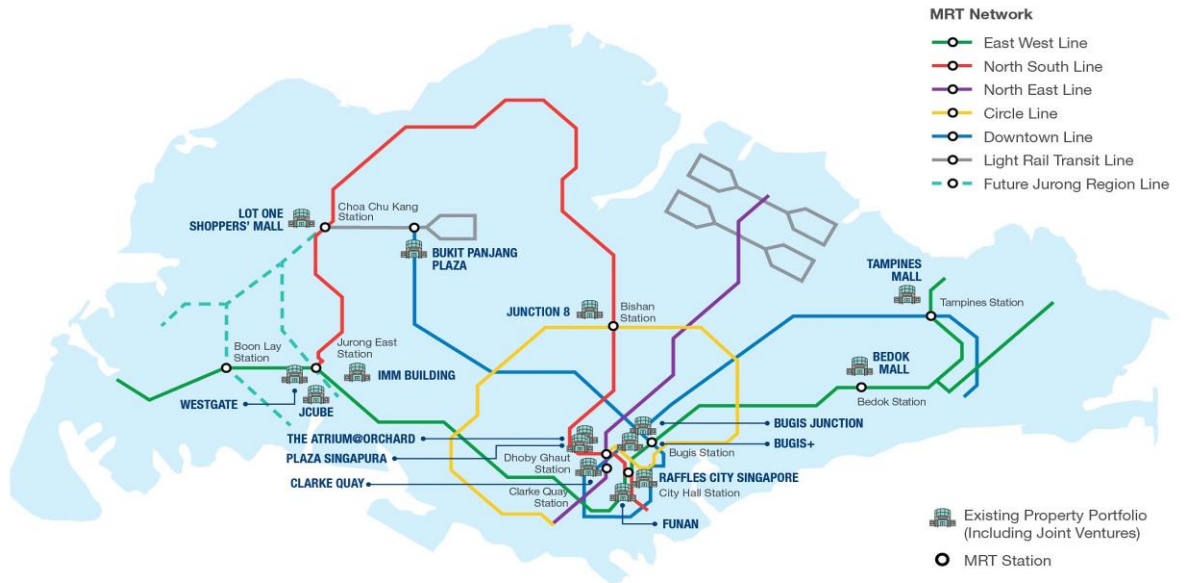 MRT Network
East West Line
North South Line
North East Line
Circle Line
Downtown Line
Light Rail Transit Line
Future Jurong Region Line
LOT ONE
SHOPPERS' MALL
Choa Chu Kang
Station
BUKIT PANJANG
PLAZA
TAMPINES
MALL
Tampines Station
JUNCTION 8
Bishan
Station
Boon Lay
Station
Jurong East
Station
IMM BUILDING
WESTGATE
JCUBE
BEDOK
MALL
Bedok Station
THE ATRIUM@ORCHARD
PLAZA SINGAPURA
CLARKE QUAY
Dhoby Ghaut
Station
Clarke Quay
Station
BUGIS JUNCTION
BUGIS+
Bugis Station
RAFFLES CITY SINGAPORE
City Hall Station
FUNAN
Existing Property Portfolio
(Including Joint Ventures)
MRT Station